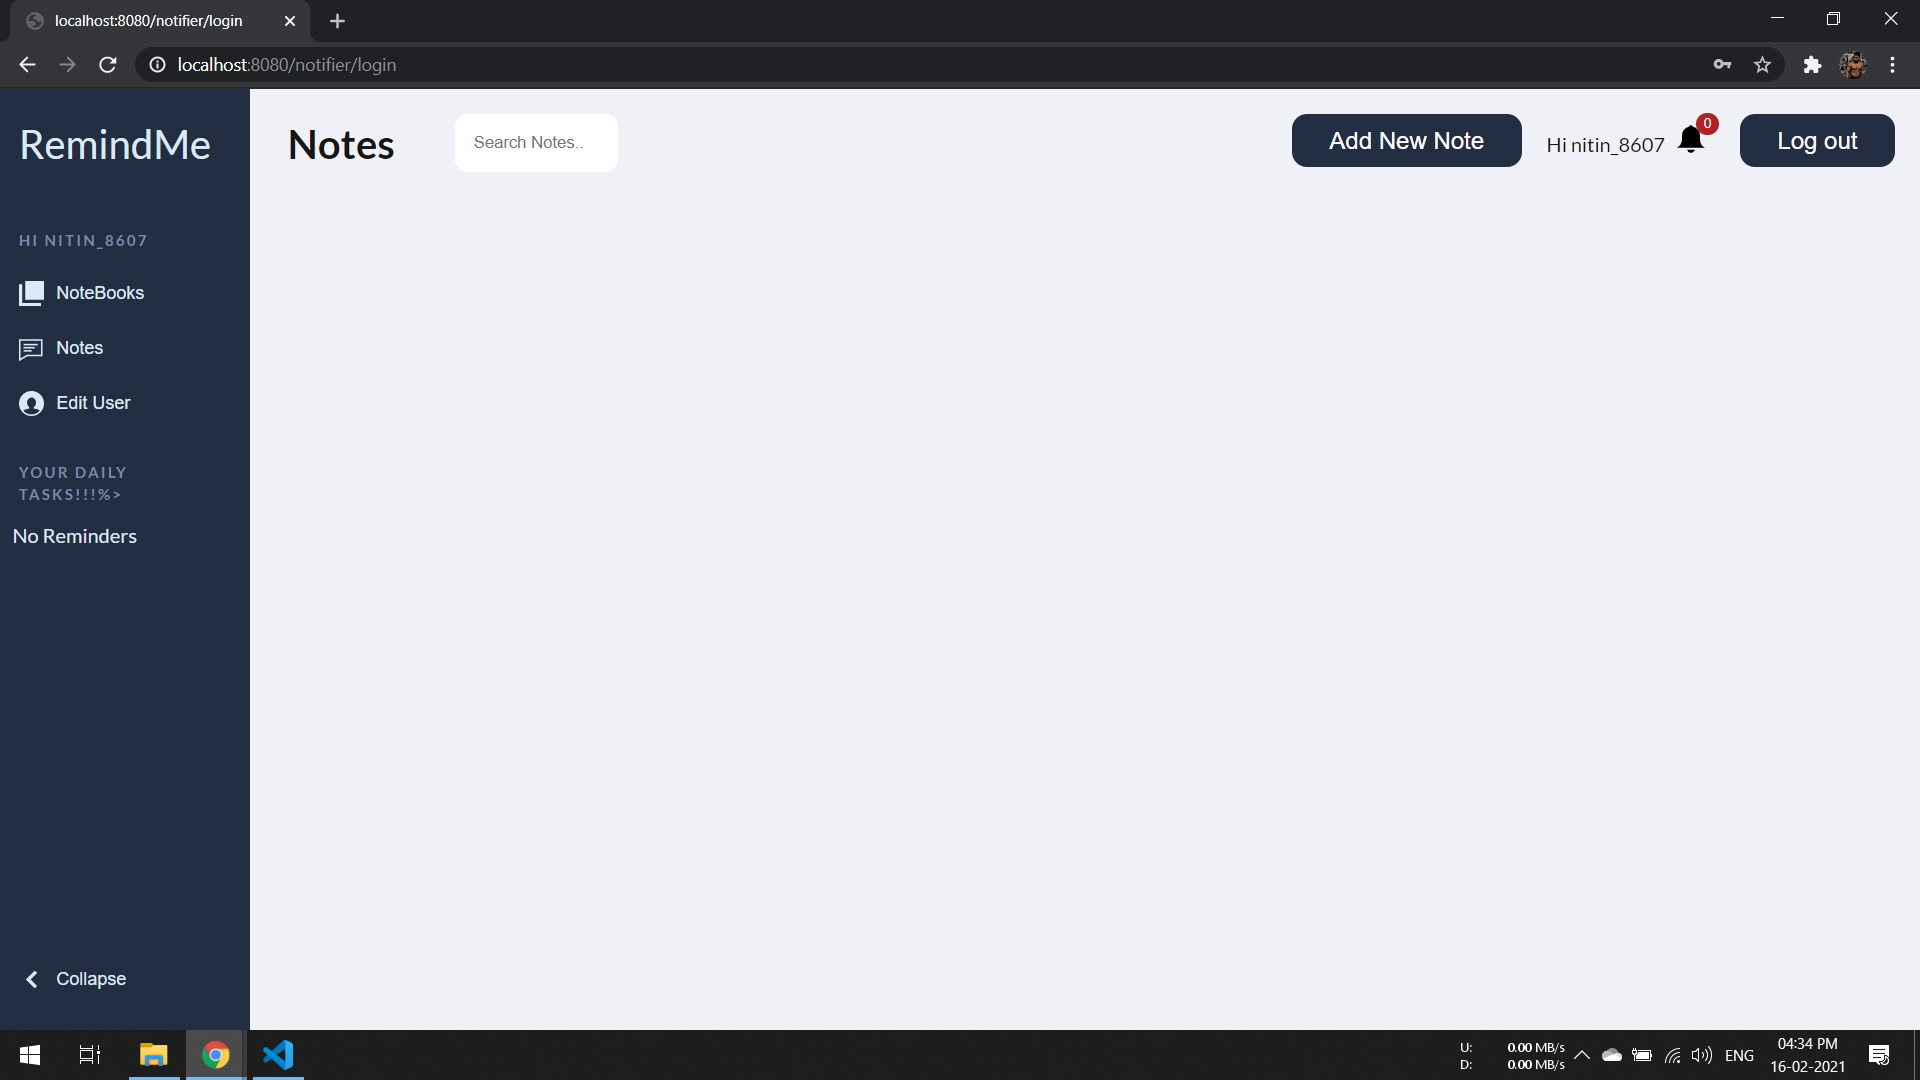 localhost:8080/notifier/login
localhost:8080/notifier/login
RemindMe
Notes
Search Notes..
Add New Note
Hi nitin_8607
0
Log out
HI NITIN_8607
NoteBooks
Notes
Edit User
YOUR DAILY
TASKS!!!%>
No Reminders
Collapse
U: 0.00 MB/s
D: 0.00 MB/s
ENG
04:34 PM
16-02-2021